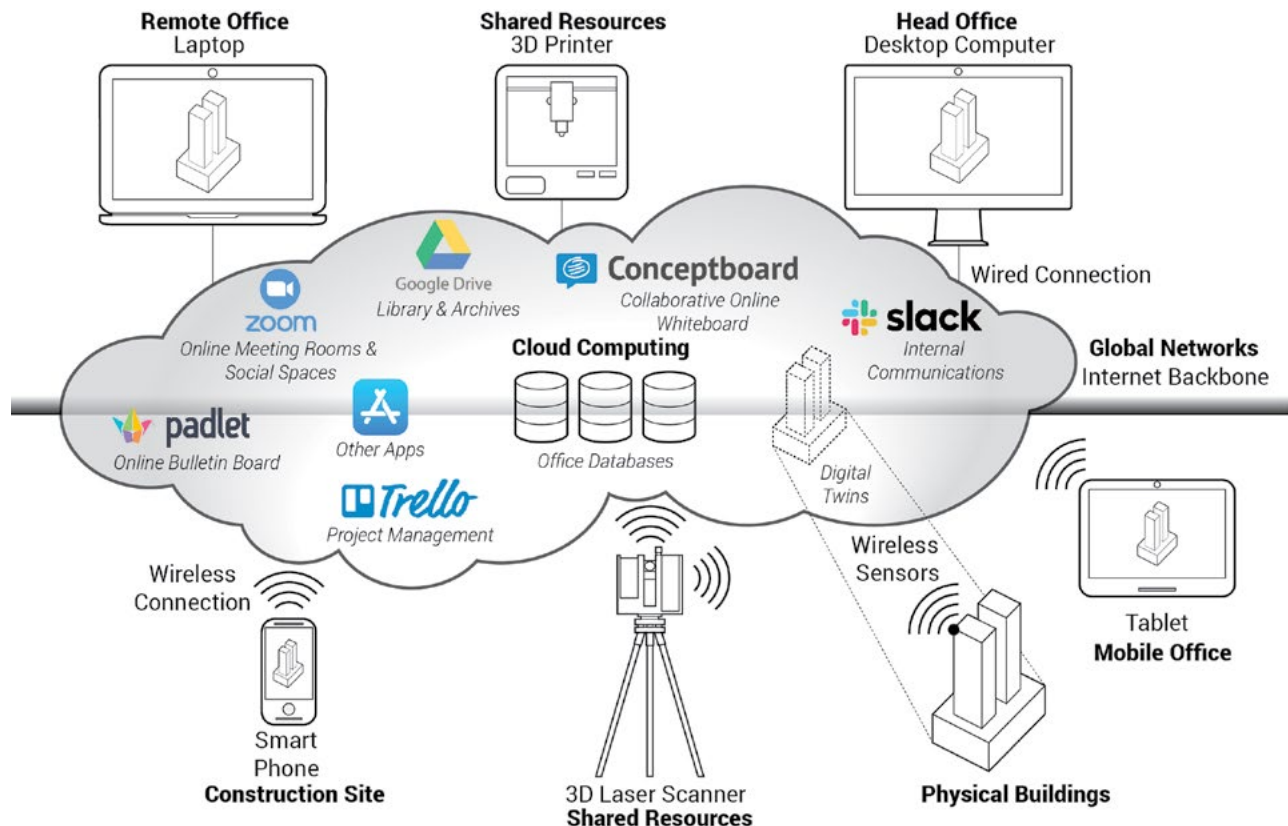 Remote Office
Laptop
Shared Resources
3D Printer
Head Office
Desktop Computer
Wired Connection
Google Drive
Library & Archives
Conceptboard
Collaborative Online
Whiteboard
zoom
Online Meeting Rooms &
Social Spaces
slack
Internal
Communications
Cloud Computing
Global Networks
Internet Backbone
padlet
Online Bulletin Board
Other Apps
Office Databases
Digital
Twins
Trello
Project Management
Wireless
Connection
Wireless
Sensors
Tablet
Mobile Office
Smart
Phone
Construction Site
3D Laser Scanner
Shared Resources
Physical Buildings